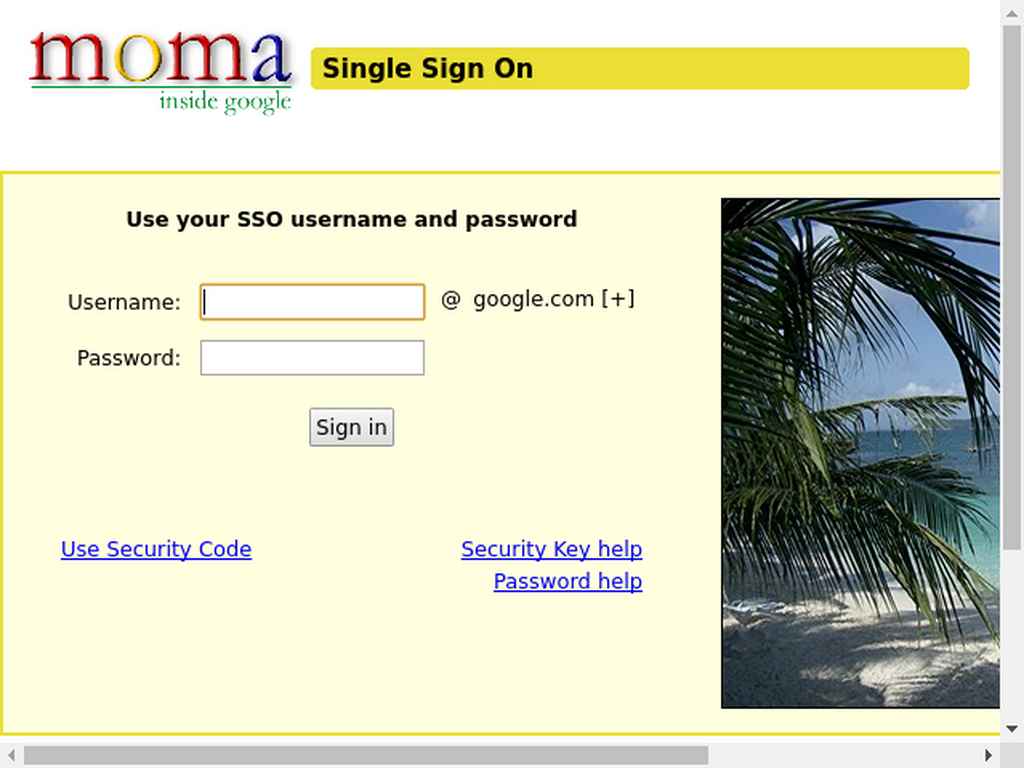 moma
inside google
Single Sign On
Use your SSO username and password
Username: @ google.com [+]
Password:
Sign in
Use Security Code
Security Key help
Password help